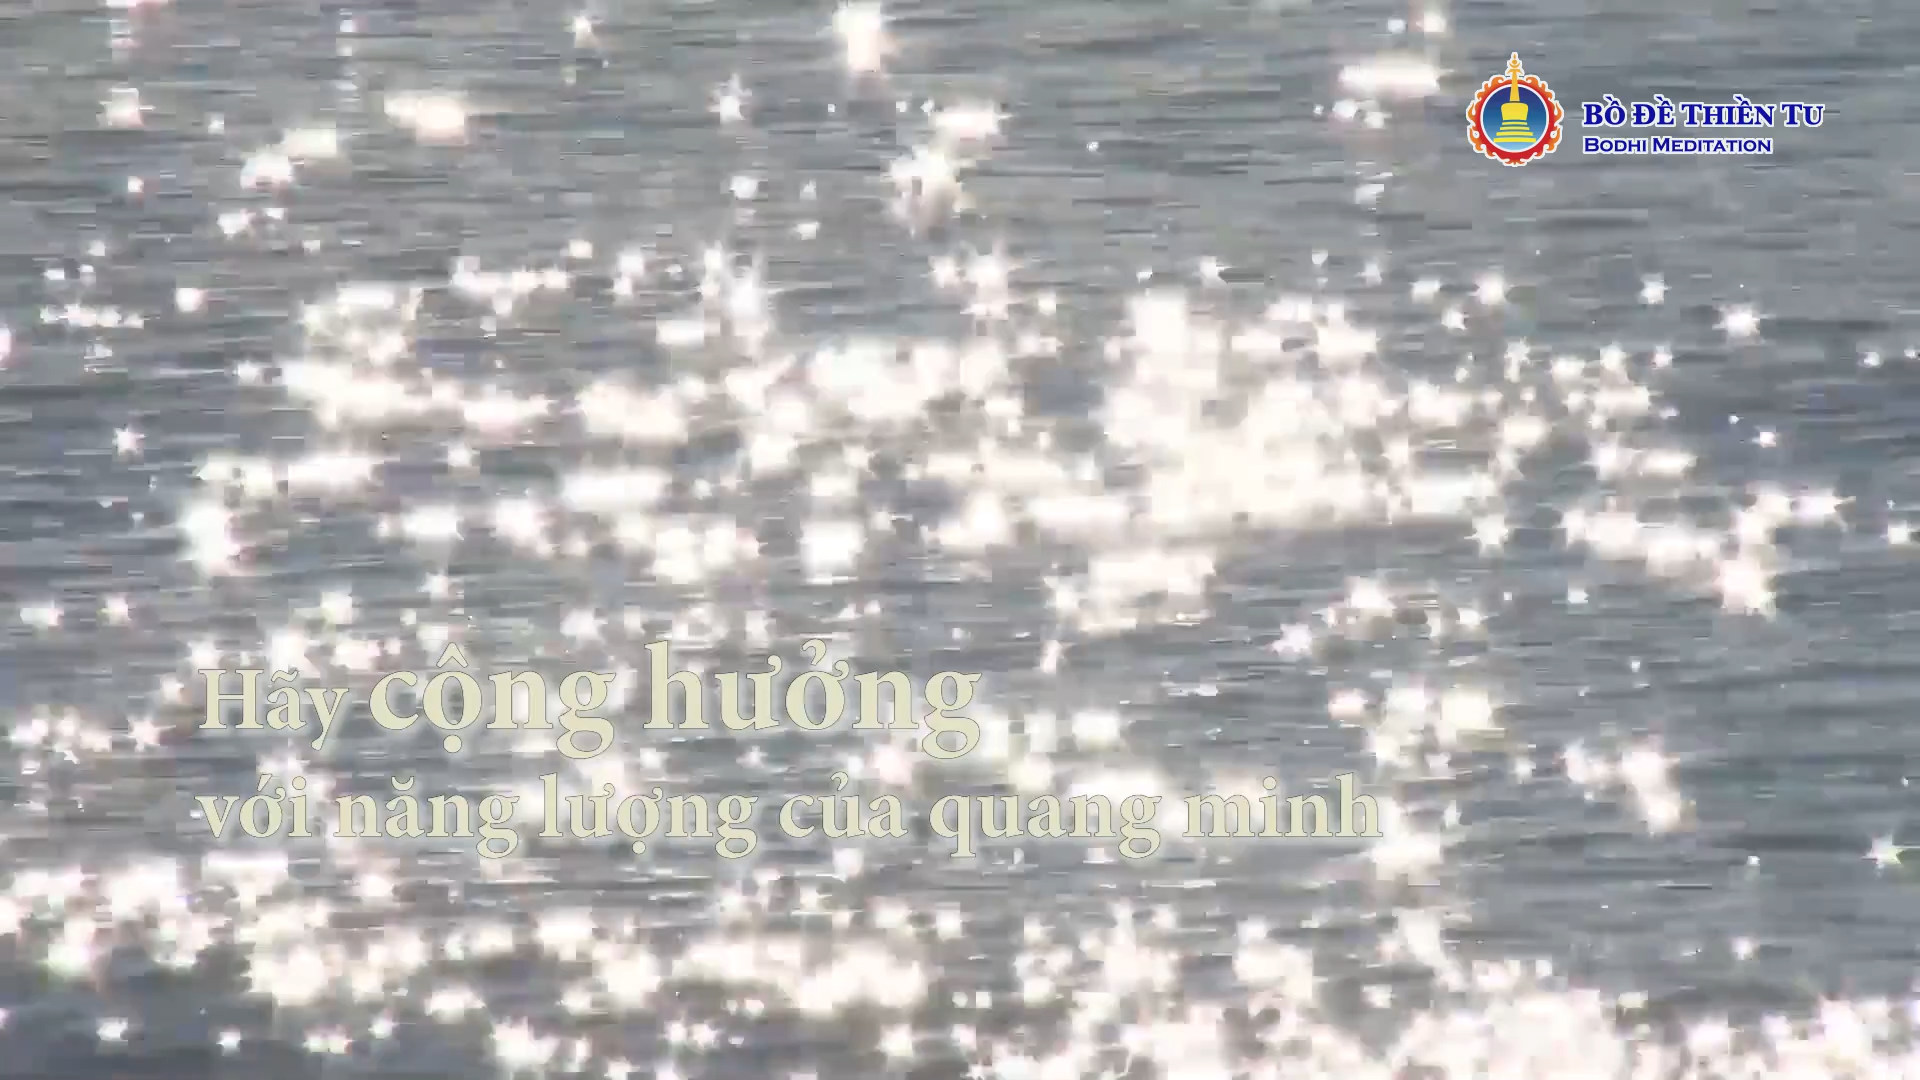 BỒ ĐỀ THIỀN TU
BODHI MEDITATION
Hãy cộng hưởng
với năng lượng của quang minh